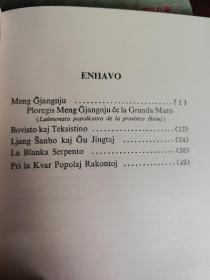 ENHAVO
Meng Ĝjangnju ........................ (1)
Ploregis Meng Ĝjangnju ĉe la Granda Muro
(Laŭmonata popolkanto de la provinco Hebej)
Bovisto kaj Teksistino ........................ (12)
Ljang Ŝanbo kaj Ĝu Jingtaj ........................ (24)
La Blanka Serpento ........................ (36)
Pri la Kvar Popolaj Rakontoj ........................ (49)